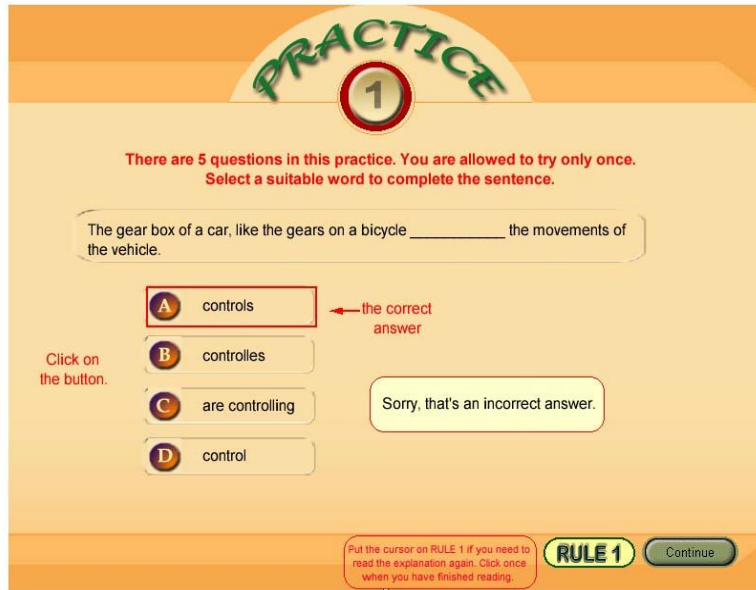 PRACTICE
1
There are 5 questions in this practice. You are allowed to try only once.
Select a suitable word to complete the sentence.
The gear box of a car, like the gears on a bicycle ____________ the movements of
the vehicle.
A controls
the correct
answer
B controlles
Click on
the button.
C are controlling
Sorry, that's an incorrect answer.
D control
Put the cursor on RULE 1 if you need to
read the explanation again. Click once
when you have finished reading.
RULE 1
Continue